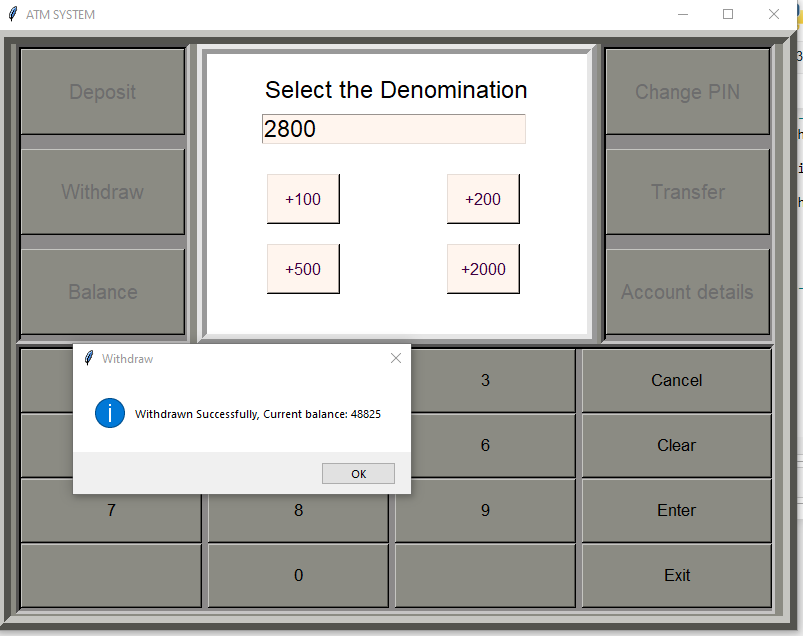 ATM SYSTEM
Deposit
Select the Denomination
Change PIN
2800
Withdraw
+100
+200
Transfer
Balance
+500
+2000
Account details
Withdraw
Withdrawn Successfully, Current balance: 48825
OK
3
Cancel
6
Clear
7
8
9
Enter
0
Exit